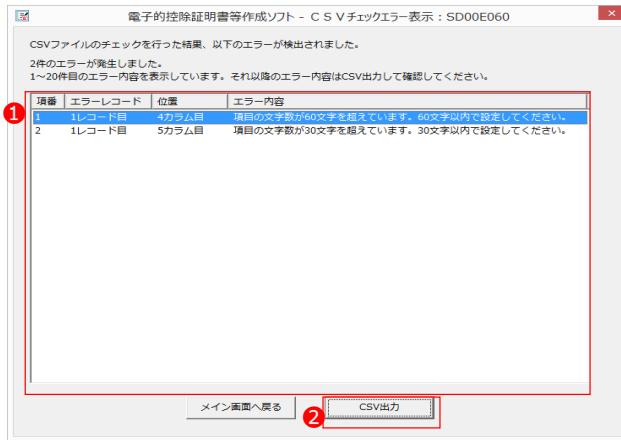 電子的控除証明書等作成ソフト - ＣＳＶチェックエラー表示：SD00E060
CSVファイルのチェックを行った結果、以下のエラーが検出されました。
2件のエラーが発生しました。
1～20件目のエラー内容を表示しています。それ以降のエラー内容はCSV出力して確認してください。
項番 エラーレコード 位置 エラー内容
1
1 1レコード目 4カラム目 項目の文字数が60文字を超えています。60文字以内で設定してください。
2 1レコード目 5カラム目 項目の文字数が30文字を超えています。30文字以内で設定してください。
メイン画面へ戻る
2
CSV出力